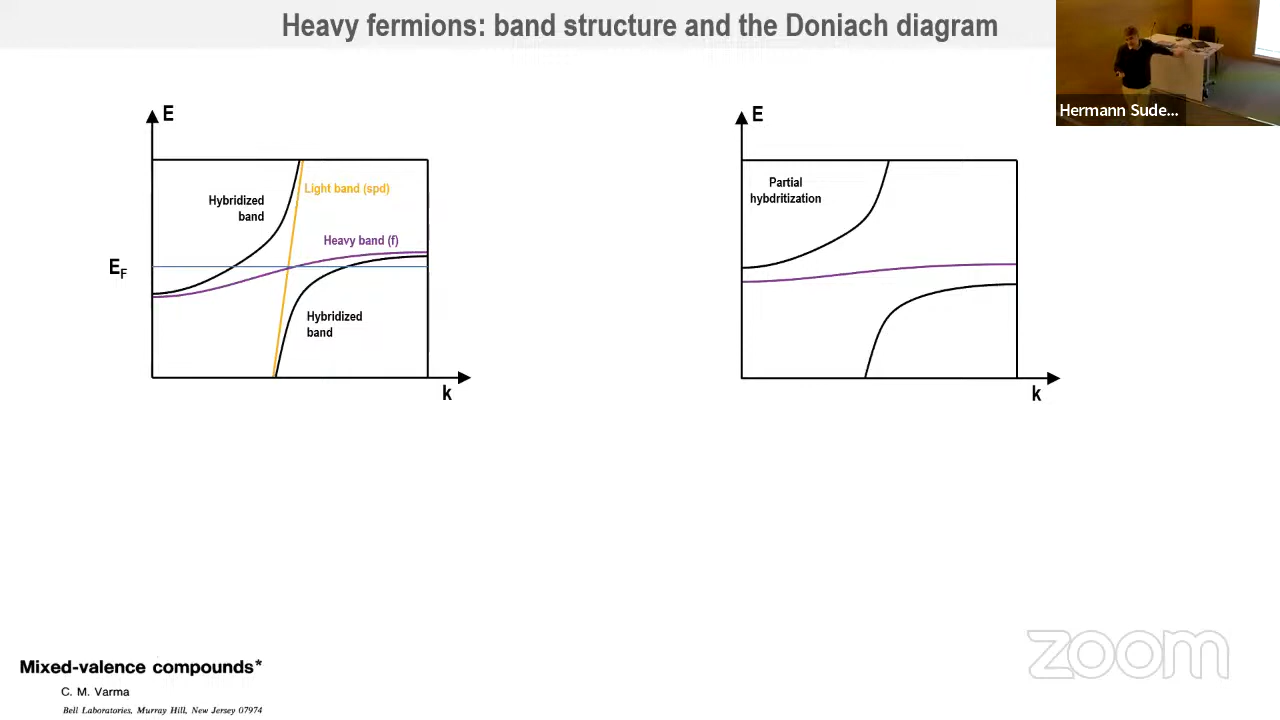 Heavy fermions: band structure and the Doniach diagram
Hermann Sude...
E
Hybridized
band
Light band (spd)
Heavy band (f)
EF
Hybridized
band
k
E
Partial
hybdritization
k
Mixed-valence compounds*
C. M. Varma
Bell Laboratories, Murray Hill, New Jersey 07974
zoom